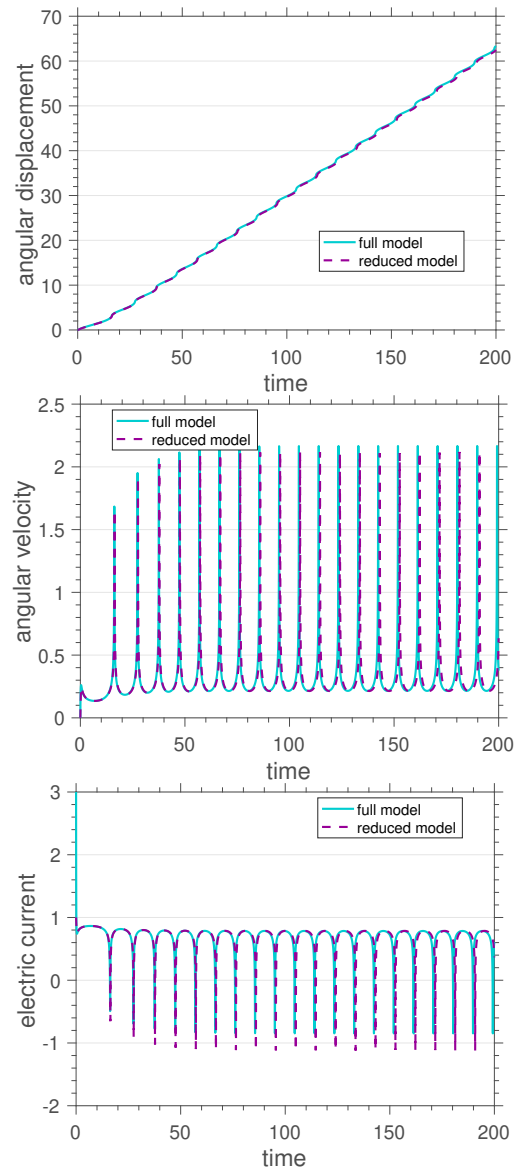 70
60
50
40
30
20
10
0
angular displacement
full model
reduced model
0 50 100 150 200
time
2.5
2
1.5
1
0.5
0
angular velocity
full model
reduced model
0 50 100 150 200
time
3
2
1
0
-1
-2
electric current
full model
reduced model
0 50 100 150 200
time